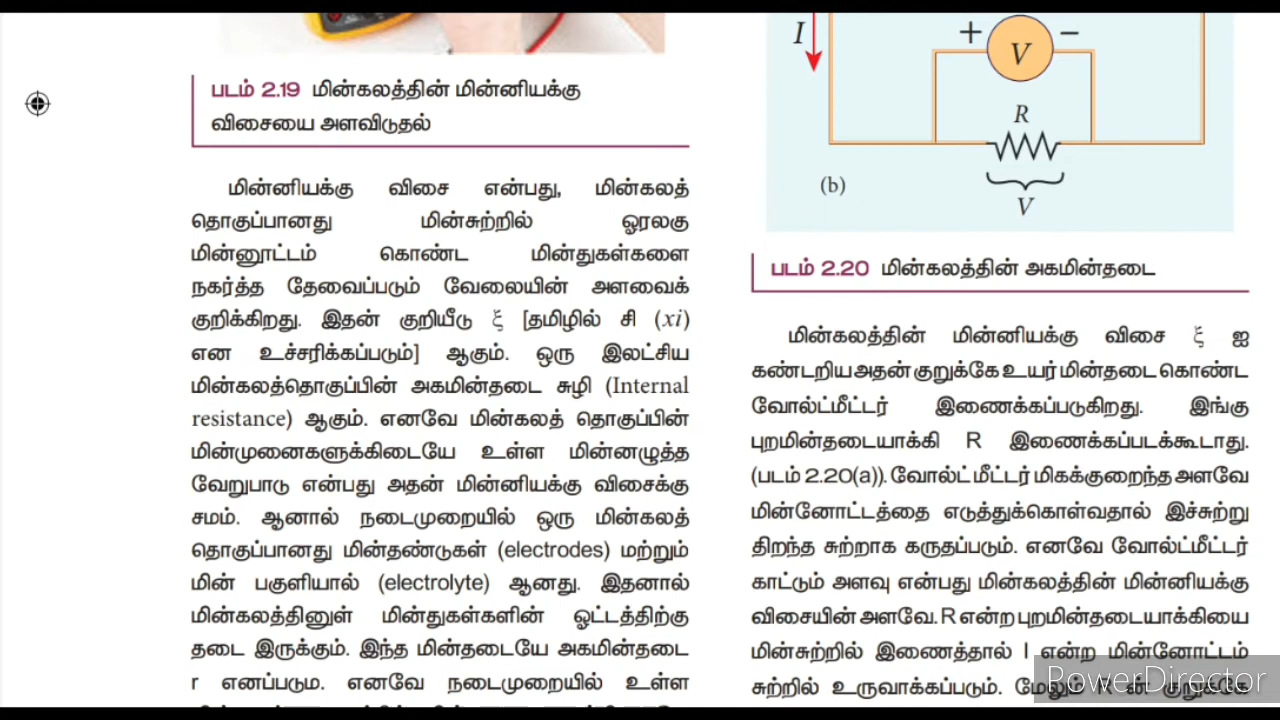 படம் 2.19 மின்கலத்தின் மின்னியக்கு
விசையை அளவிடுதல்
மின்னியக்கு விசை என்பது, மின்கலத்
தொகுப்பானது மின்சுற்றில் ஓரலகு
மின்னூட்டம் கொண்ட மின்துகள்களை
நகர்த்த தேவைப்படும் வேலையின் அளவைக்
குறிக்கிறது. இதன் குறியீடு ξ [தமிழில் சி (xi)
என உச்சரிக்கப்படும்] ஆகும். ஒரு இலட்சிய
மின்கலத்தொகுப்பின் அகமின்தடை சுழி (Internal
resistance) ஆகும். எனவே மின்கலத் தொகுப்பின்
மின்முனைகளுக்கிடையே உள்ள மின்னழுத்த
வேறுபாடு என்பது அதன் மின்னியக்கு விசைக்கு
சமம். ஆனால் நடைமுறையில் ஒரு மின்கலத்
தொகுப்பானது மின்தண்டுகள் (electrodes) மற்றும்
மின் பகுளியால் (electrolyte) ஆனது. இதனால்
மின்கலத்தினுள் மின்துகள்களின் ஓட்டத்திற்கு
தடை இருக்கும். இந்த மின்தடையே அகமின்தடை
r எனப்படும. எனவே நடைமுறையில் உள்ள
I
+ V −
R
(b)
V
படம் 2.20 மின்கலத்தின் அகமின்தடை
மின்கலத்தின் மின்னியக்கு விசை ξ ஐ
கண்டறிய அதன் குறுக்கே உயர் மின்தடை கொண்ட
வோல்ட்மீட்டர் இணைக்கப்படுகிறது. இங்கு
புறமின்தடையாக்கி R இணைக்கப்படக்கூடாது.
(படம் 2.20(a)). வோல்ட் மீட்டர் மிகக்குறைந்த அளவே
மின்னோட்டத்தை எடுத்துக்கொள்வதால் இச்சுற்று
திறந்த சுற்றாக கருதப்படும். எனவே வோல்ட்மீட்டர்
காட்டும் அளவு என்பது மின்கலத்தின் மின்னியக்கு
விசையின் அளவே. R என்ற புறமின்தடையாக்கியை
மின்சுற்றில் இணைத்தால் I என்ற மின்னோட்டம்
சுற்றில் உருவாக்கப்படும். மேலும் R ன் குறுக்கே
PowerDirector